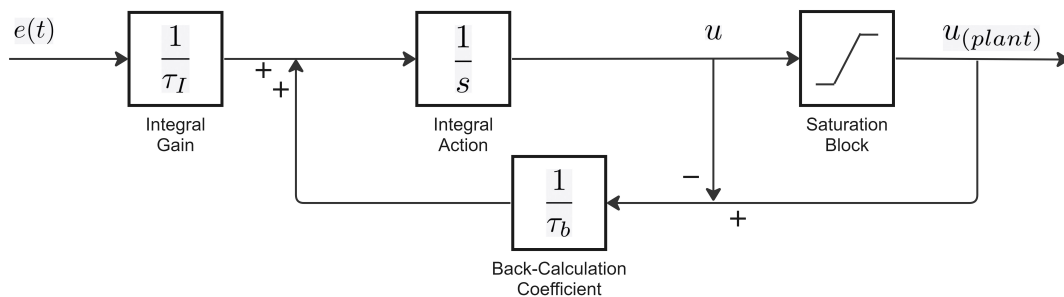 e(t)
1
τ_I
Integral
Gain
+
+
1
s
Integral
Action
u
Saturation
Block
u_(plant)
−
+
1
τ_b
Back-Calculation
Coefficient